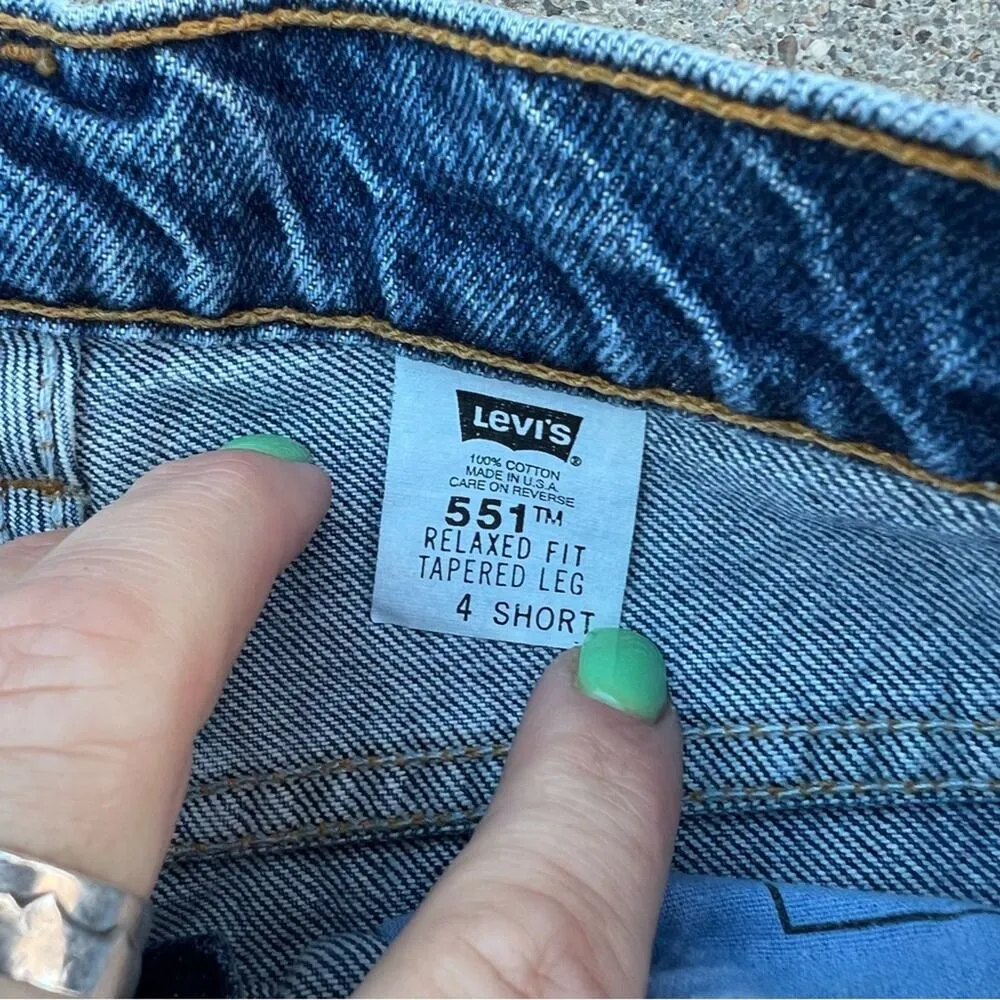 Levi's®
100% COTTON
MADE IN U.S.A.
CARE ON REVERSE
551™
RELAXED FIT
TAPERED LEG
4 SHORT